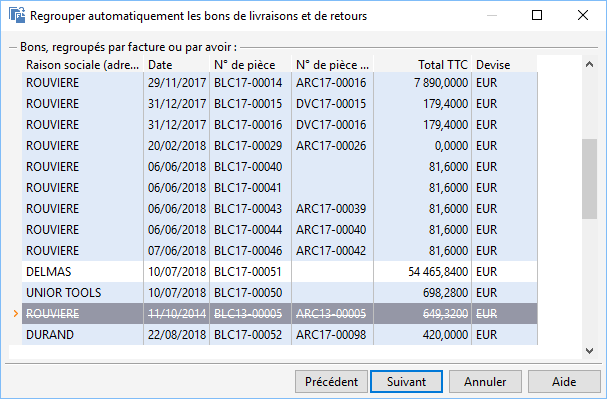 Regrouper automatiquement les bons de livraisons et de retours
Bons, regroupés par facture ou par avoir :
Raison sociale (adre... Date N° de pièce N° de pièce ... Total TTC Devise
ROUVIERE 29/11/2017 BLC17-00014 ARC17-00016 7 890,0000 EUR
ROUVIERE 31/12/2017 BLC17-00015 DVC17-00015 179,4000 EUR
ROUVIERE 31/12/2017 BLC17-00016 DVC17-00016 179,4000 EUR
ROUVIERE 20/02/2018 BLC17-00029 ARC17-00026 0,0000 EUR
ROUVIERE 06/06/2018 BLC17-00040 81,6000 EUR
ROUVIERE 06/06/2018 BLC17-00041 81,6000 EUR
ROUVIERE 06/06/2018 BLC17-00043 ARC17-00039 81,6000 EUR
ROUVIERE 06/06/2018 BLC17-00044 ARC17-00040 81,6000 EUR
ROUVIERE 07/06/2018 BLC17-00046 ARC17-00042 81,6000 EUR
DELMAS 10/07/2018 BLC17-00051 54 465,8400 EUR
UNIOR TOOLS 10/07/2018 BLC17-00050 698,2800 EUR
ROUVIERE 11/10/2014 BLC13-00005 ARC13-00005 649,3200 EUR
DURAND 22/08/2018 BLC17-00052 ARC17-00098 420,0000 EUR
Précédent Suivant Annuler Aide